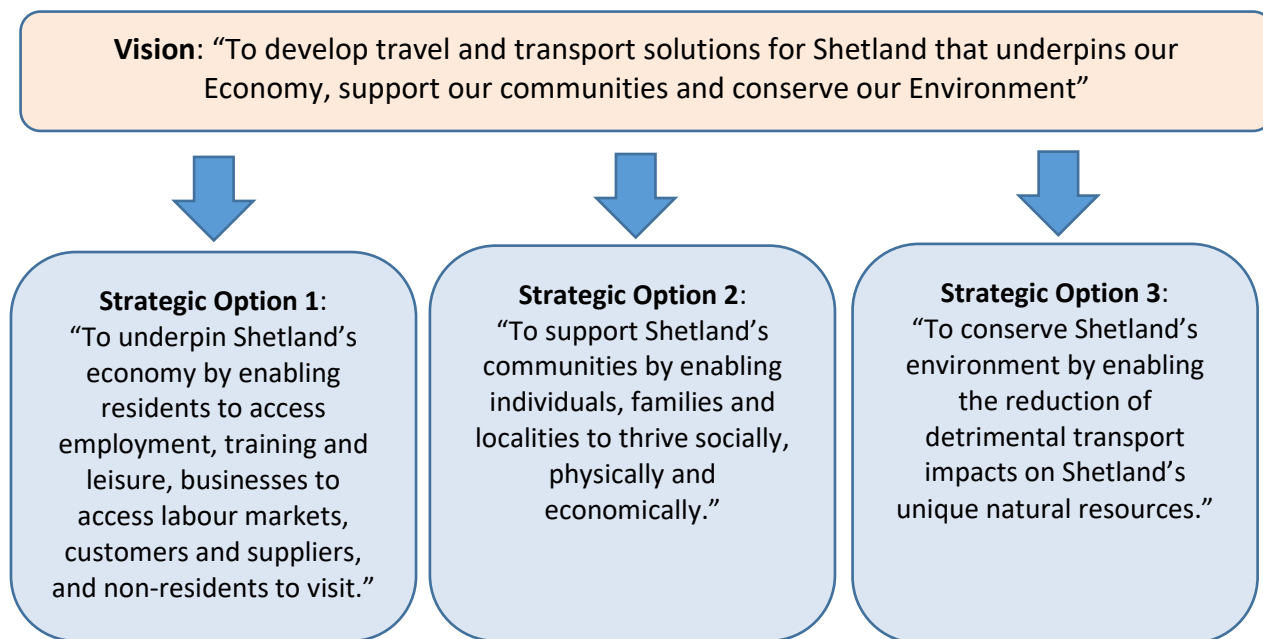 Vision: “To develop travel and transport solutions for Shetland that underpins our
Economy, support our communities and conserve our Environment”
Strategic Option 1:
“To underpin Shetland’s
economy by enabling
residents to access
employment, training and
leisure, businesses to
access labour markets,
customers and suppliers,
and non-residents to visit.”
Strategic Option 2:
“To support Shetland’s
communities by enabling
individuals, families and
localities to thrive socially,
physically and
economically.”
Strategic Option 3:
“To conserve Shetland’s
environment by enabling
the reduction of
detrimental transport
impacts on Shetland’s
unique natural resources.”